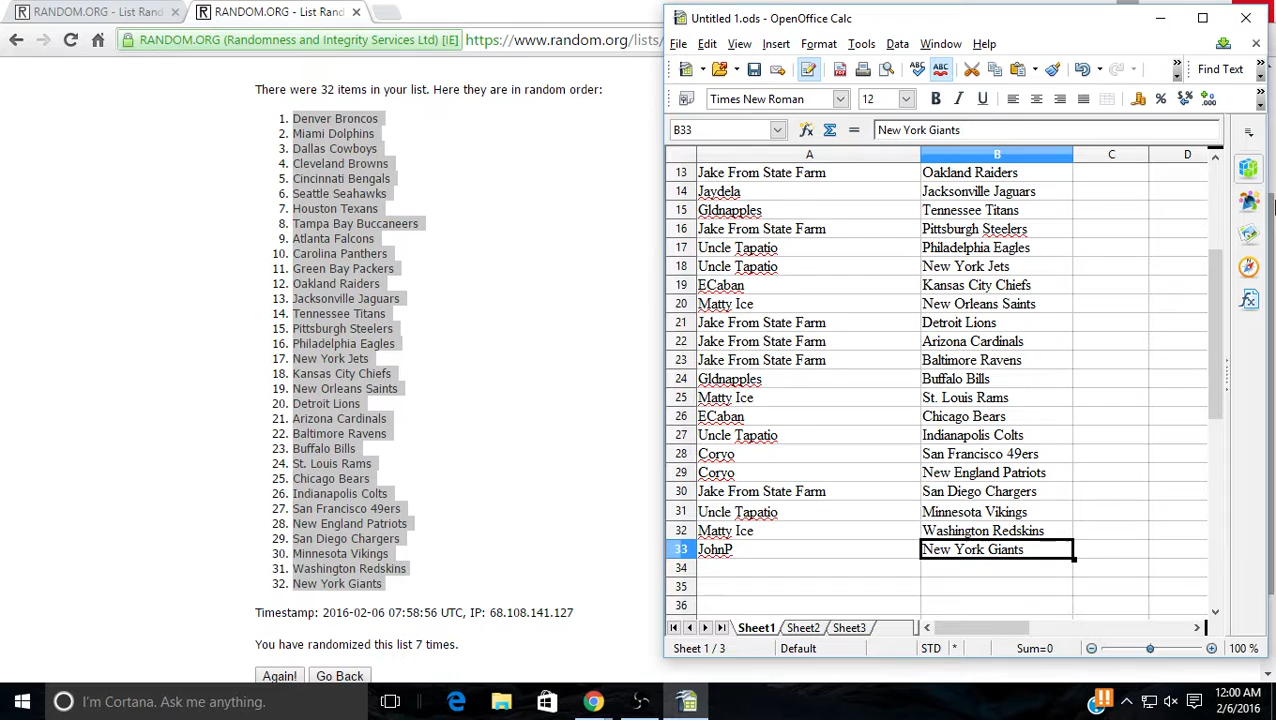 RANDOM.ORG - List Rand
RANDOM.ORG - List Rand
RANDOM.ORG (Randomness and Integrity Services Ltd) [IE]
https://www.random.org/lists/
There were 32 items in your list. Here they are in random order:
1. Denver Broncos
2. Miami Dolphins
3. Dallas Cowboys
4. Cleveland Browns
5. Cincinnati Bengals
6. Seattle Seahawks
7. Houston Texans
8. Tampa Bay Buccaneers
9. Atlanta Falcons
10. Carolina Panthers
11. Green Bay Packers
12. Oakland Raiders
13. Jacksonville Jaguars
14. Tennessee Titans
15. Pittsburgh Steelers
16. Philadelphia Eagles
17. New York Jets
18. Kansas City Chiefs
19. New Orleans Saints
20. Detroit Lions
21. Arizona Cardinals
22. Baltimore Ravens
23. Buffalo Bills
24. St. Louis Rams
25. Chicago Bears
26. Indianapolis Colts
27. San Francisco 49ers
28. New England Patriots
29. San Diego Chargers
30. Minnesota Vikings
31. Washington Redskins
32. New York Giants
Timestamp: 2016-02-06 07:58:56 UTC, IP: 68.108.141.127
You have randomized this list 7 times.
Again! Go Back
Untitled 1.ods - OpenOffice Calc
File Edit View Insert Format Tools Data Window Help
Find Text
Times New Roman 12
B33 New York Giants
A B C D
13 Jake From State Farm Oakland Raiders
14 Jaydela Jacksonville Jaguars
15 Gldnapples Tennessee Titans
16 Jake From State Farm Pittsburgh Steelers
17 Uncle Tapatio Philadelphia Eagles
18 Uncle Tapatio New York Jets
19 ECaban Kansas City Chiefs
20 Matty Ice New Orleans Saints
21 Jake From State Farm Detroit Lions
22 Jake From State Farm Arizona Cardinals
23 Jake From State Farm Baltimore Ravens
24 Gldnapples Buffalo Bills
25 Matty Ice St. Louis Rams
26 ECaban Chicago Bears
27 Uncle Tapatio Indianapolis Colts
28 Coryo San Francisco 49ers
29 Coryo New England Patriots
30 Jake From State Farm San Diego Chargers
31 Uncle Tapatio Minnesota Vikings
32 Matty Ice Washington Redskins
33 JohnP New York Giants
34
35
36
Sheet1 Sheet2 Sheet3
Sheet 1 / 3 Default STD * Sum=0 100 %
I'm Cortana. Ask me anything.
12:00 AM
2/6/2016